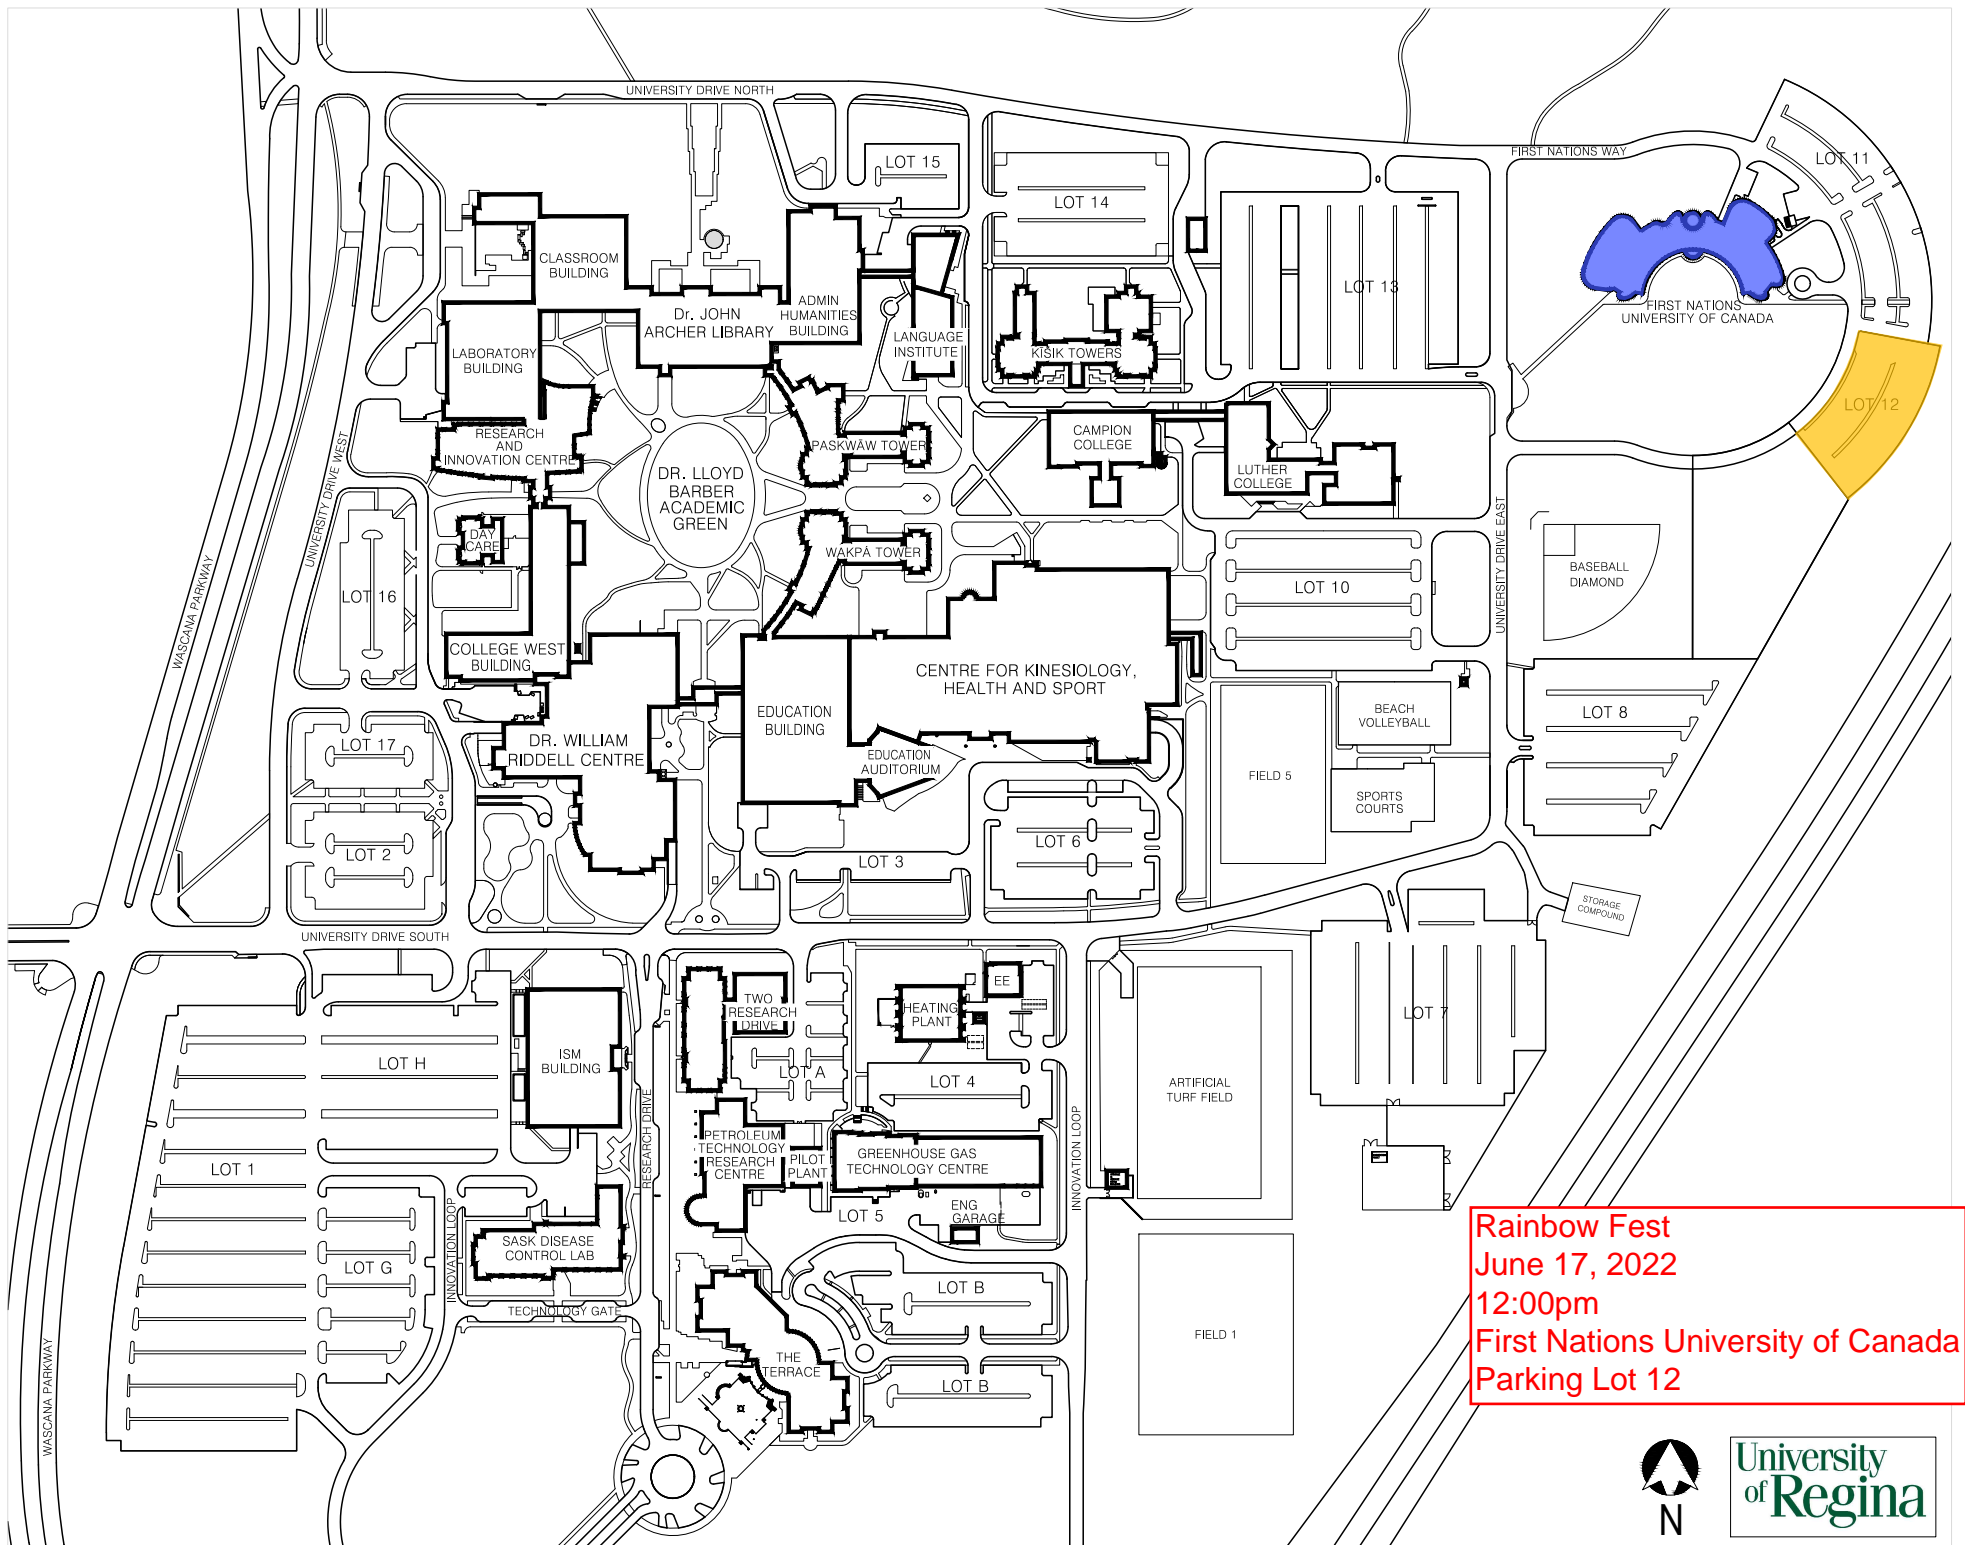 UNIVERSITY DRIVE NORTH
FIRST NATIONS WAY
LOT 11
LOT 15
LOT 14
CLASSROOM
BUILDING
LOT 13
ADMIN
HUMANITIES
BUILDING
Dr. JOHN
ARCHER LIBRARY
FIRST NATIONS
UNIVERSITY OF CANADA
LANGUAGE
INSTITUTE
KĪSIK TOWERS
LABORATORY
BUILDING
LOT 12
RESEARCH
AND
INNOVATION CENTRE
PASKWĀW TOWER
CAMPION
COLLEGE
LUTHER
COLLEGE
DR. LLOYD
BARBER
ACADEMIC
GREEN
UNIVERSITY DRIVE WEST
UNIVERSITY DRIVE EAST
DAY
CARE
WAKPĀ TOWER
LOT 10
BASEBALL
DIAMOND
LOT 16
WASCANA PARKWAY
COLLEGE WEST
BUILDING
CENTRE FOR KINESIOLOGY,
HEALTH AND SPORT
EDUCATION
BUILDING
BEACH
VOLLEYBALL
LOT 8
LOT 17
DR. WILLIAM
RIDDELL CENTRE
EDUCATION
AUDITORIUM
FIELD 5
SPORTS
COURTS
LOT 2
LOT 3
LOT 6
STORAGE
COMPOUND
UNIVERSITY DRIVE SOUTH
TWO
RESEARCH
DRIVE
EE
HEATING
PLANT
LOT 7
LOT H
ISM
BUILDING
LOT A
LOT 4
ARTIFICIAL
TURF FIELD
RESEARCH DRIVE
INNOVATION LOOP
PETROLEUM
TECHNOLOGY
RESEARCH
CENTRE
PILOT
PLANT
GREENHOUSE GAS
TECHNOLOGY CENTRE
LOT 1
LOT 5
ENG
GARAGE
INNOVATION LOOP
SASK DISEASE
CONTROL LAB
LOT G
LOT B
TECHNOLOGY GATE
FIELD 1
THE
TERRACE
LOT B
WASCANA PARKWAY
Rainbow Fest
June 17, 2022
12:00pm
First Nations University of Canada
Parking Lot 12
N
University
of Regina